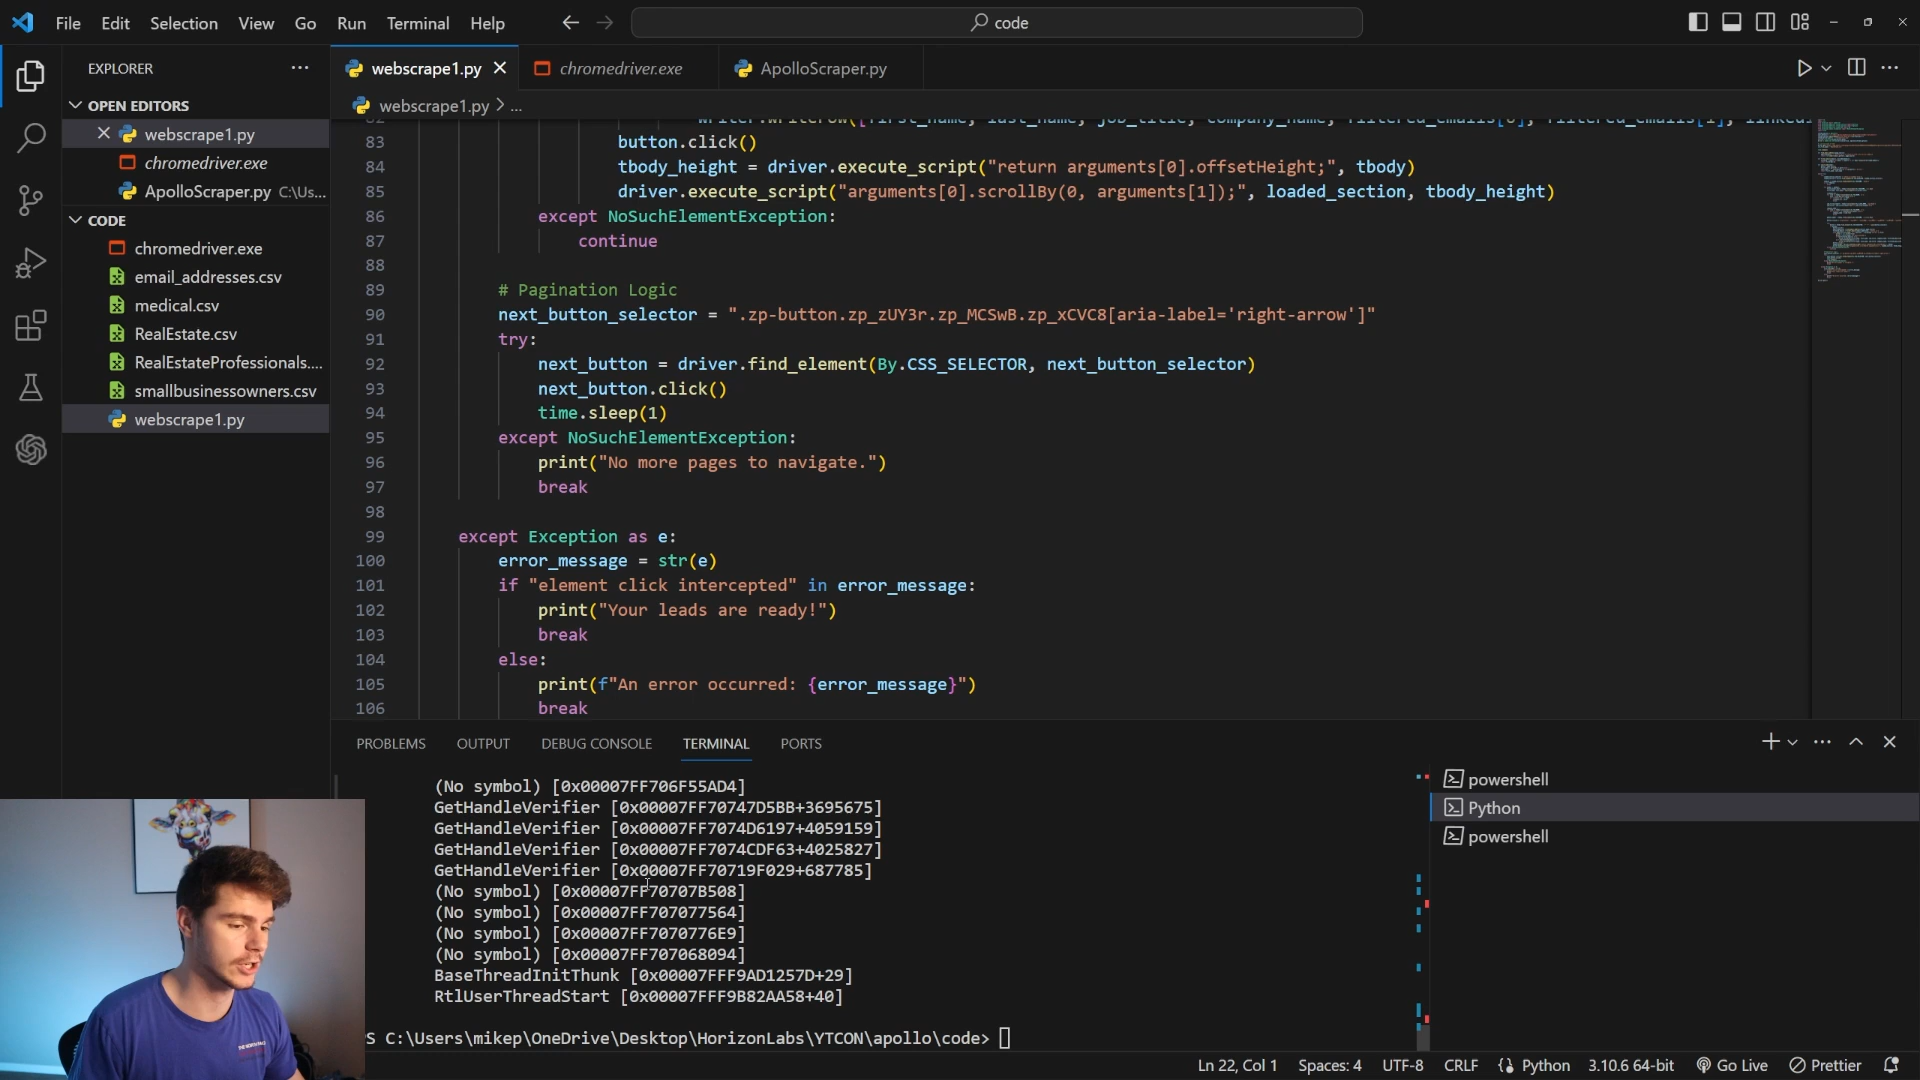 File Edit Selection View Go Run Terminal Help
code
EXPLORER
webscrape1.py
chromedriver.exe
ApolloScraper.py
webscrape1.py > ...
OPEN EDITORS
webscrape1.py
chromedriver.exe
ApolloScraper.py C:\Us...
CODE
chromedriver.exe
email_addresses.csv
medical.csv
RealEstate.csv
RealEstateProfessionals....
smallbusinessowners.csv
webscrape1.py
83 button.click()
84 tbody_height = driver.execute_script("return arguments[0].offsetHeight;", tbody)
85 driver.execute_script("arguments[0].scrollBy(0, arguments[1]);", loaded_section, tbody_height)
86 except NoSuchElementException:
87 continue
88
89 # Pagination Logic
90 next_button_selector = ".zp-button.zp_zUY3r.zp_MCSwB.zp_xCVC8[aria-label='right-arrow']"
91 try:
92 next_button = driver.find_element(By.CSS_SELECTOR, next_button_selector)
93 next_button.click()
94 time.sleep(1)
95 except NoSuchElementException:
96 print("No more pages to navigate.")
97 break
98
99 except Exception as e:
100 error_message = str(e)
101 if "element click intercepted" in error_message:
102 print("Your leads are ready!")
103 break
104 else:
105 print(f"An error occurred: {error_message}")
106 break
PROBLEMS OUTPUT DEBUG CONSOLE TERMINAL PORTS
(No symbol) [0x00007FF706F55AD4]
GetHandleVerifier [0x00007FF70747D5BB+3695675]
GetHandleVerifier [0x00007FF7074D6197+4059159]
GetHandleVerifier [0x00007FF7074CDF63+4025827]
GetHandleVerifier [0x00007FF70719F029+687785]
(No symbol) [0x00007FF70707B508]
(No symbol) [0x00007FF707077564]
(No symbol) [0x00007FF7070776E9]
(No symbol) [0x00007FF707068094]
BaseThreadInitThunk [0x00007FFF9AD1257D+29]
RtlUserThreadStart [0x00007FFF9B82AA58+40]
PS C:\Users\mikep\OneDrive\Desktop\HorizonLabs\YTCON\apollo\code>
powershell
Python
powershell
Ln 22, Col 1 Spaces: 4 UTF-8 CRLF Python 3.10.6 64-bit Go Live Prettier